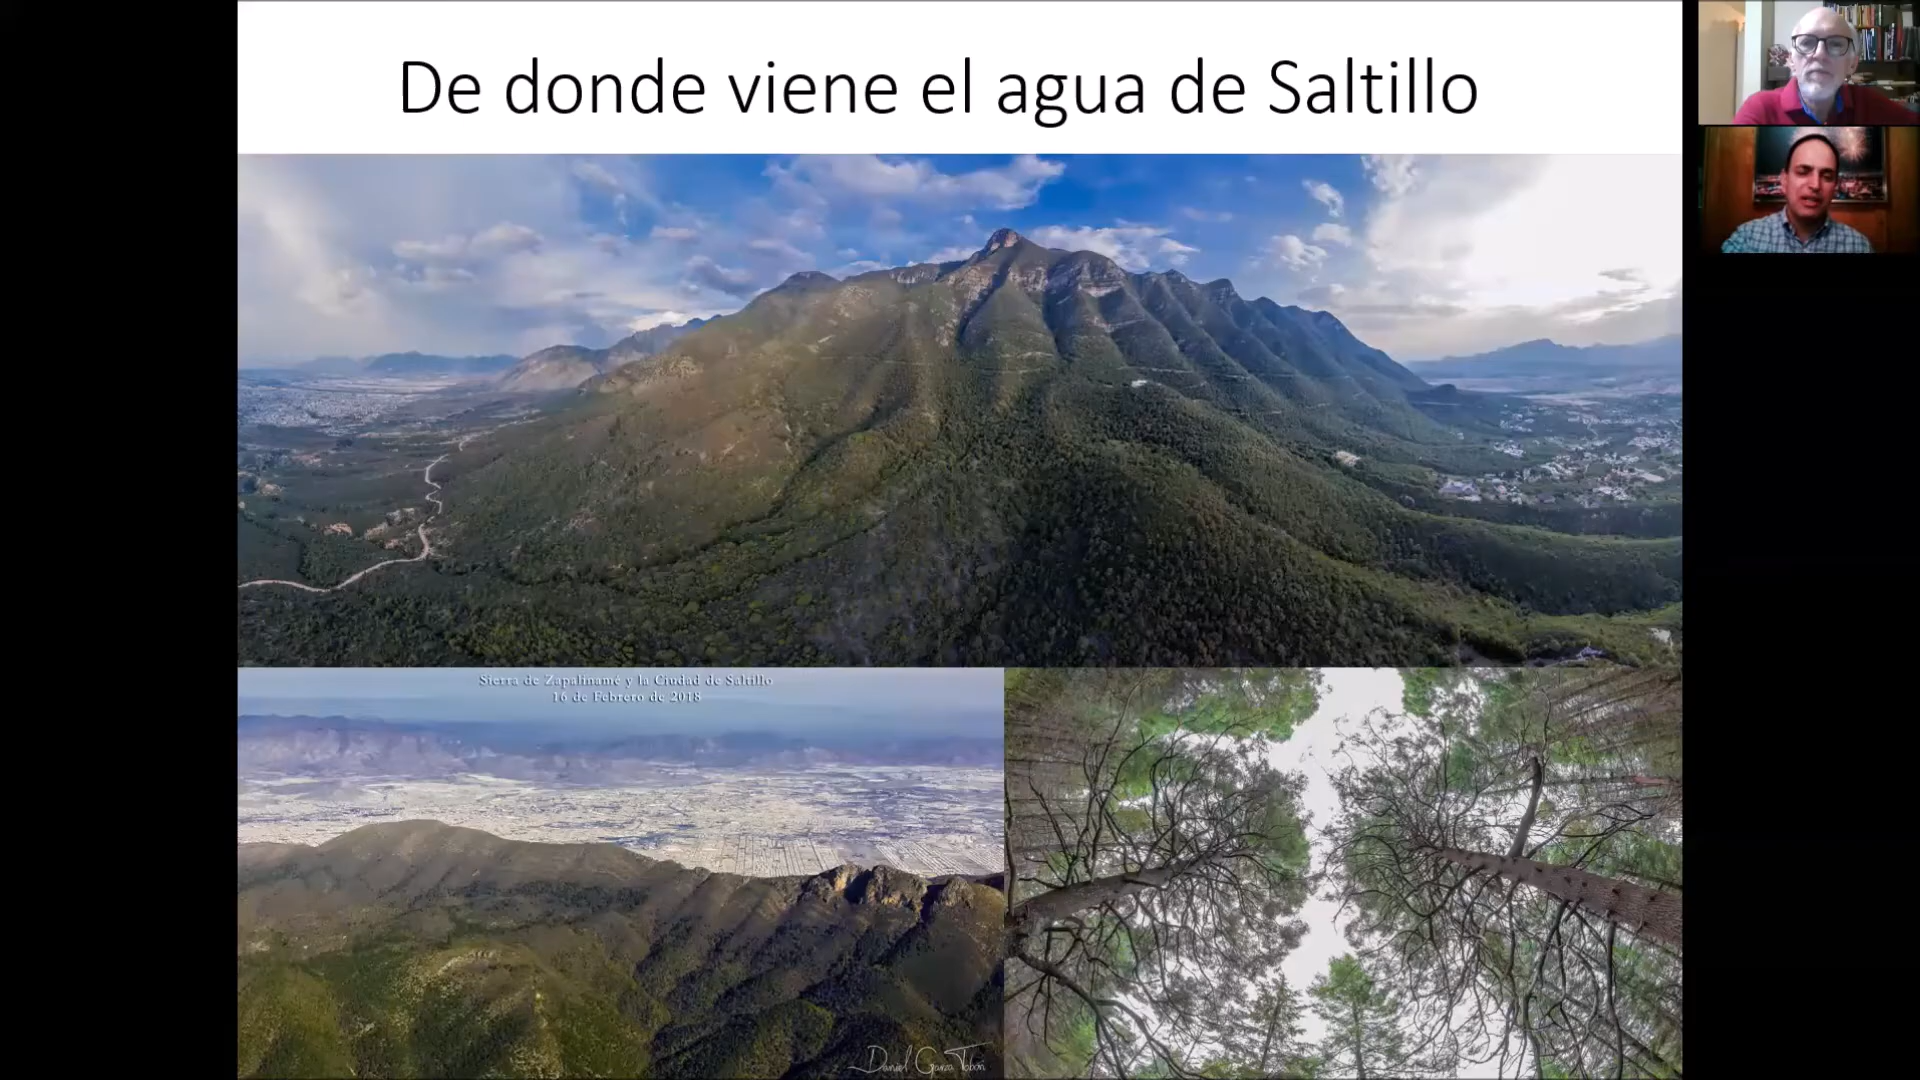 De donde viene el agua de Saltillo
Sierra de Zapalinamé y la Ciudad de Saltillo
16 de Febrero de 2018
Daniel Garza Tobón